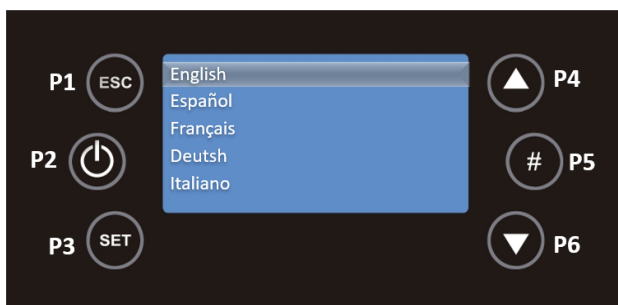 P1 ESC
P2
P3 SET
English
Español
Français
Deutsh
Italiano
P4
# P5
P6